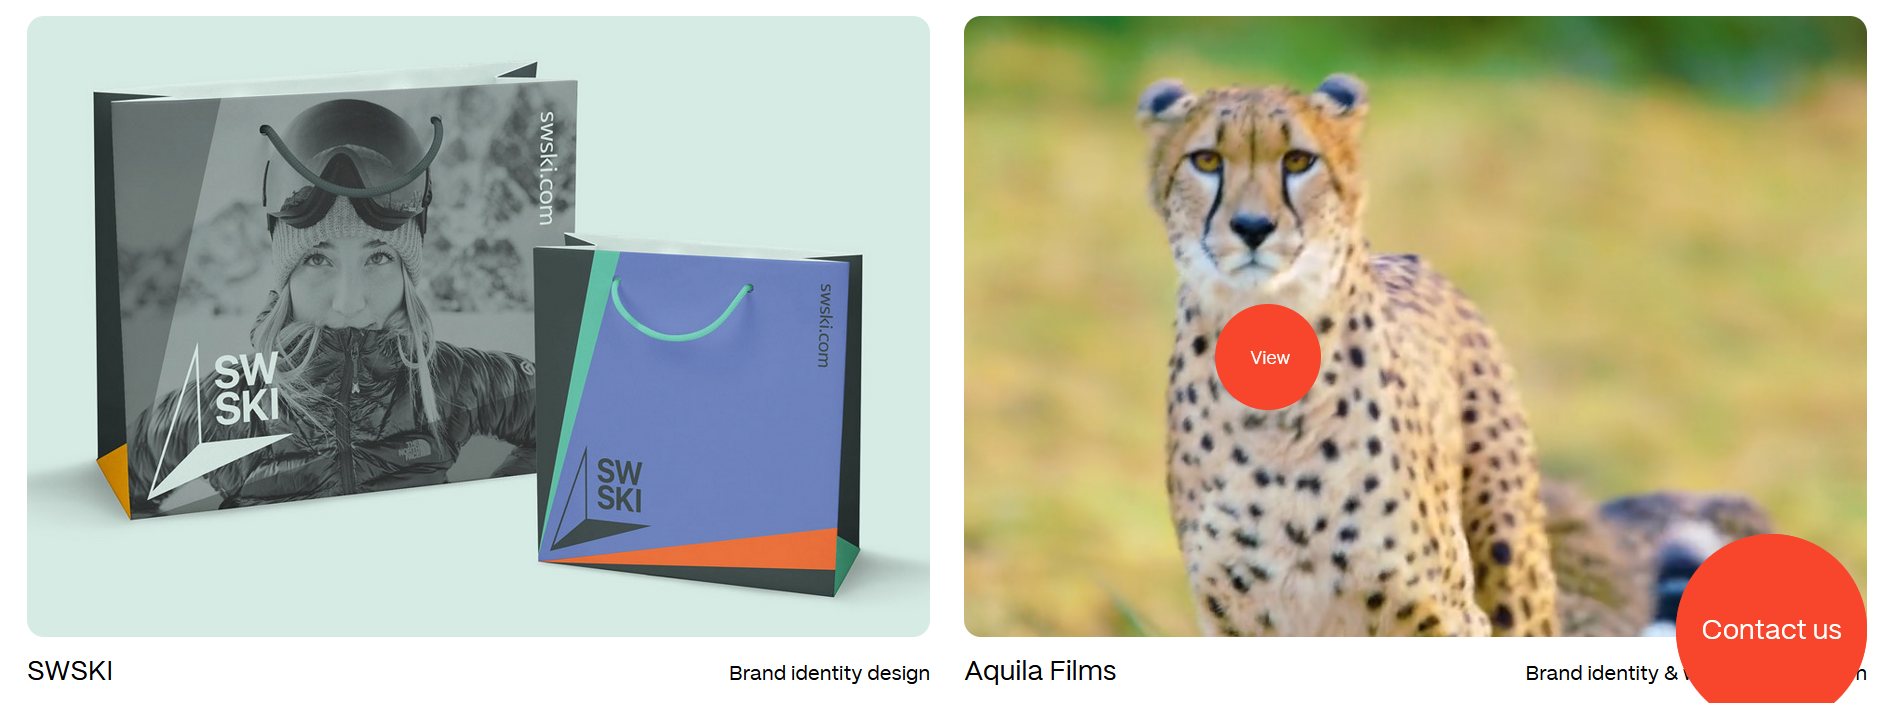 swski.com
SW
SKI
swski.com
SW
SKI
View
Contact us
SWSKI
Brand identity design
Aquila Films
Brand identity &